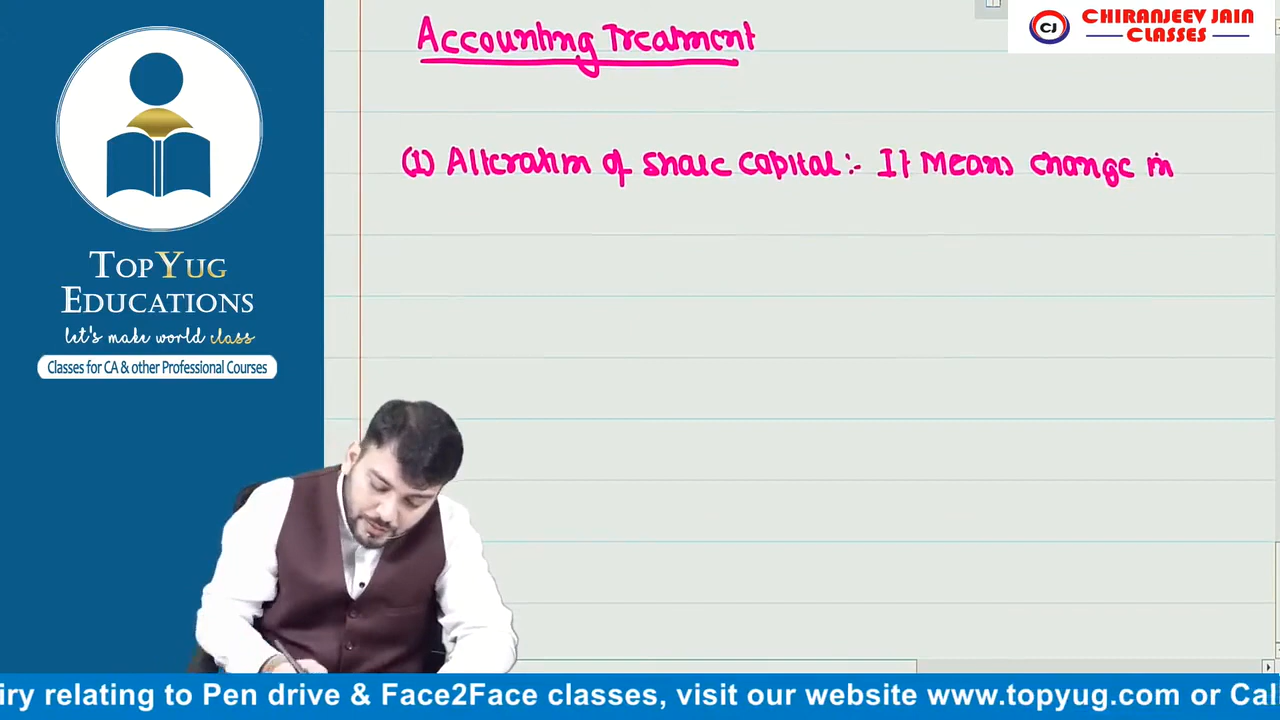 Accounting Treatment
CHIRANJEEV JAIN
CLASSES
CJ
(1) Alteration of Share Capital :- It Means change in
TOPYUG
EDUCATIONS
let's make world class
Classes for CA & other Professional Courses
iry relating to Pen drive & Face2Face classes, visit our website www.topyug.com or Cal